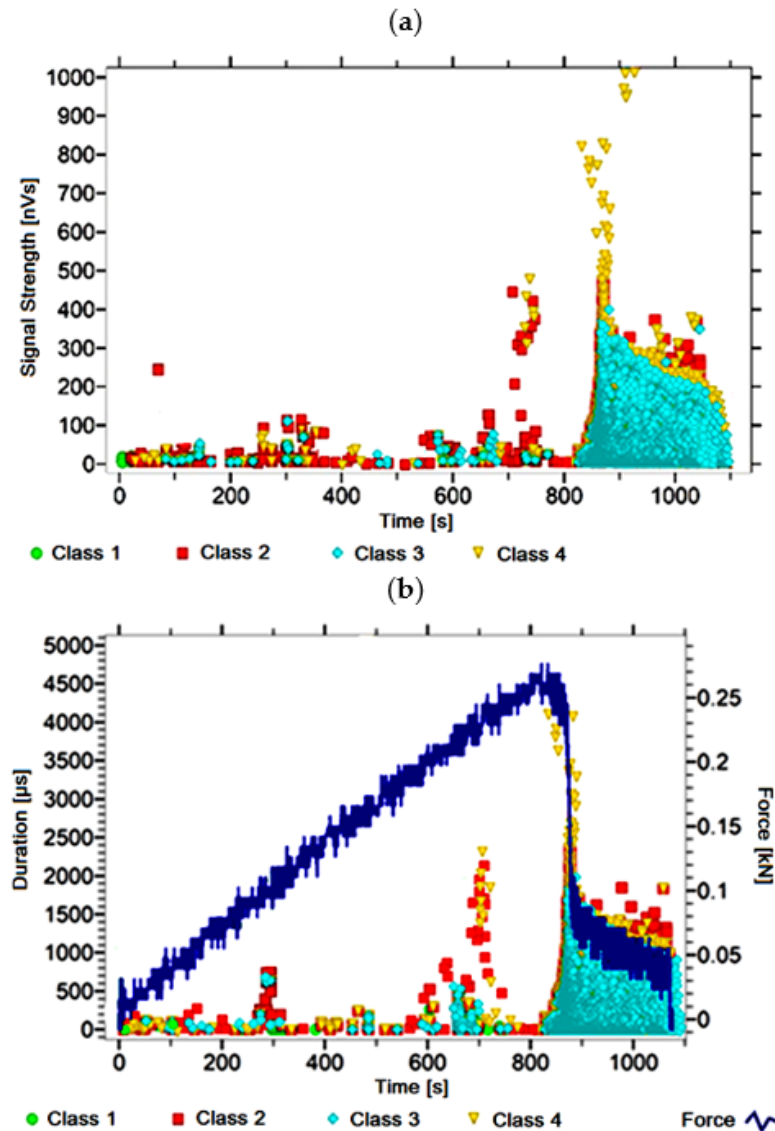 (a)
1000
900
800
700
600
500
400
300
200
100
0
Signal Strength [nVs]
0 200 400 600 800 1000
Time [s]
Class 1 Class 2 Class 3 Class 4
(b)
5000
4500
4000
3500
3000
2500
2000
1500
1000
500
0
Duration [µs]
0.25
0.2
0.15
0.1
0.05
0
Force [kN]
0 200 400 600 800 1000
Time [s]
Class 1 Class 2 Class 3 Class 4 Force